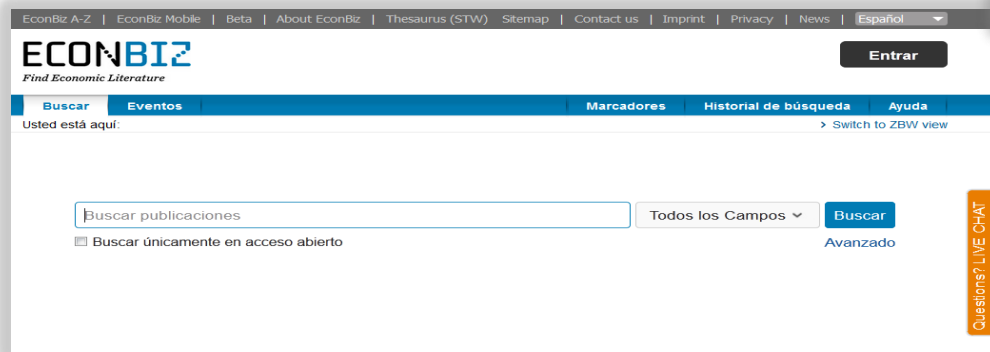 EconBiz A-Z | EconBiz Mobile | Beta | About EconBiz | Thesaurus (STW) Sitemap | Contact us | Imprint | Privacy | News | Español
ECONBIZ
Find Economic Literature
Entrar
Buscar Eventos Marcadores Historial de búsqueda Ayuda
Usted está aquí: > Switch to ZBW view
Buscar publicaciones Todos los Campos Buscar
Buscar únicamente en acceso abierto Avanzado
Questions? LIVE CHAT